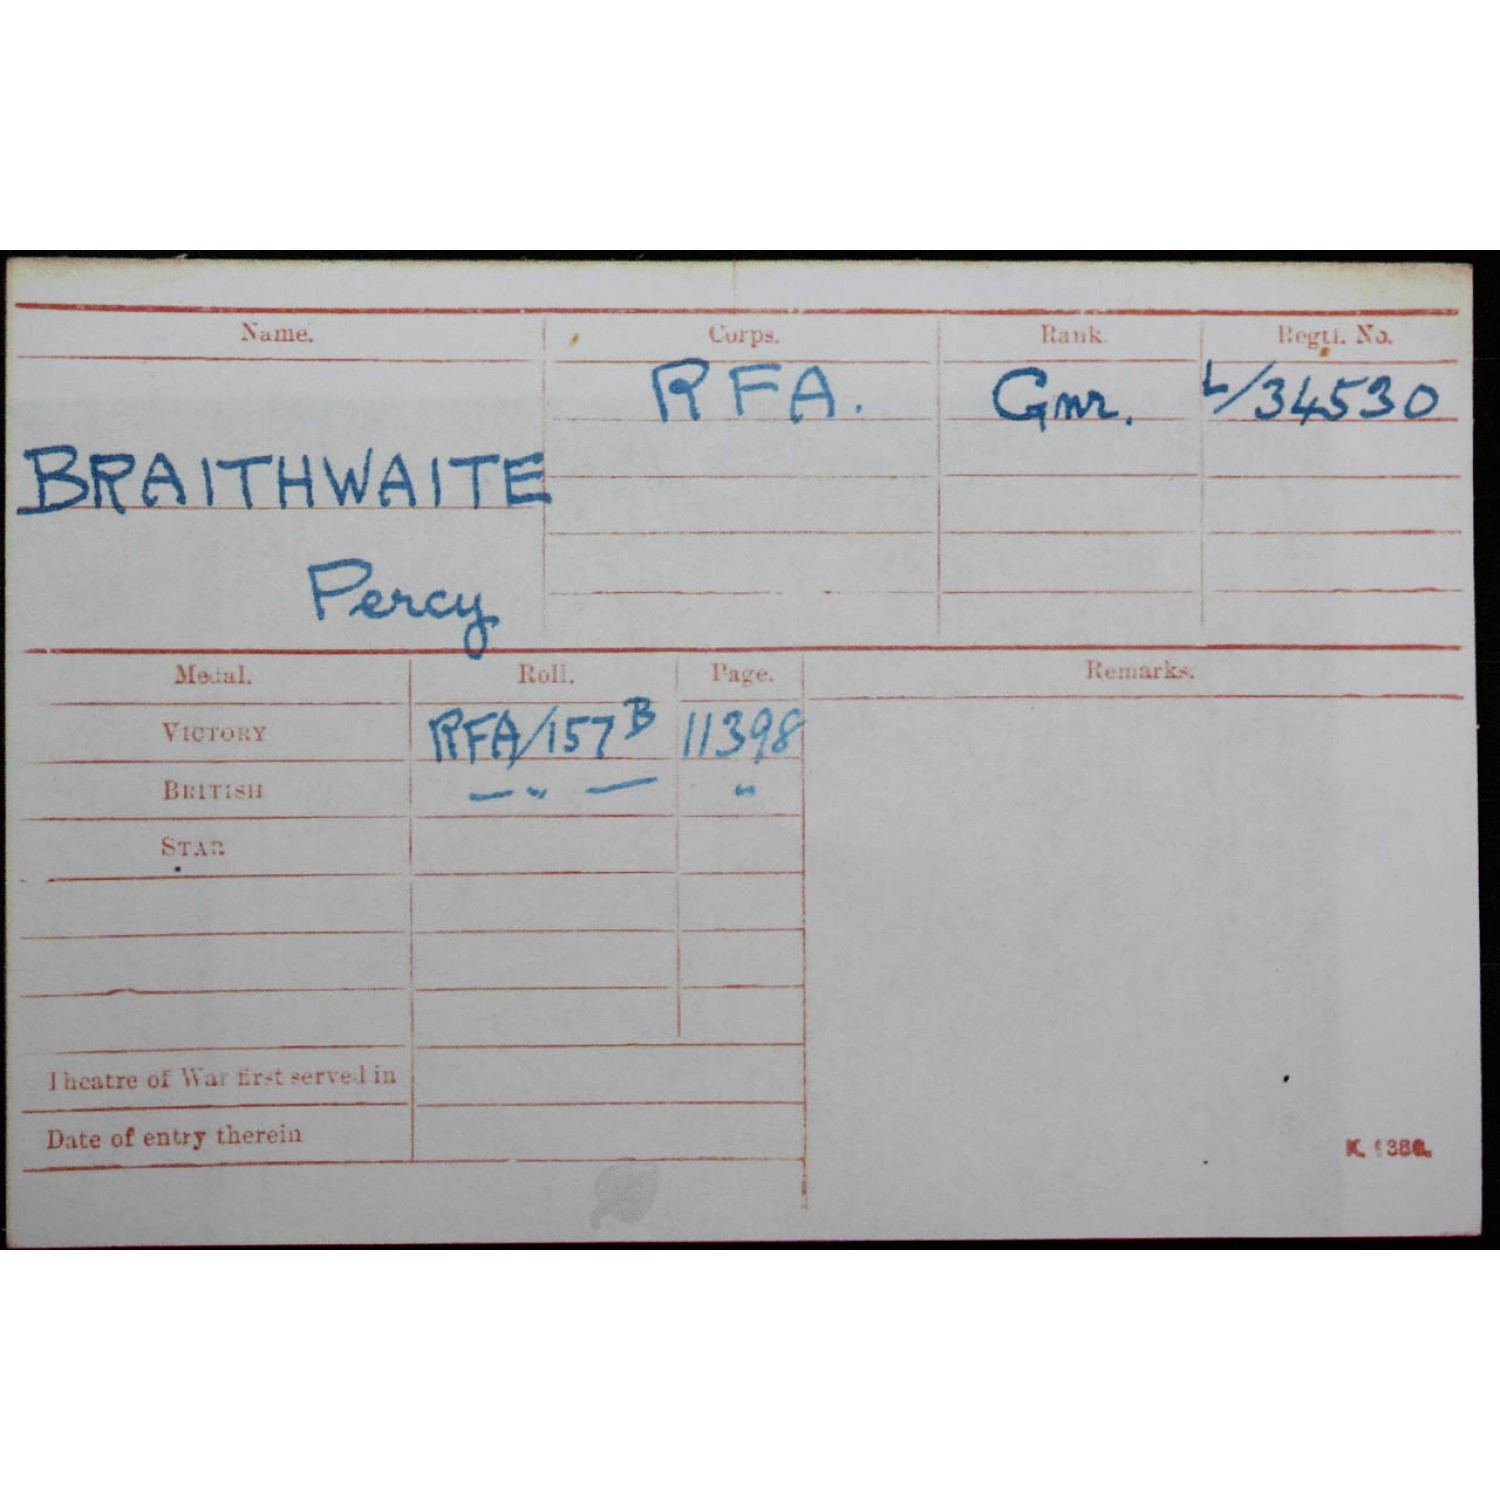 Name. Corps. Rank. Regtl. No.
RFA. Gnr. L/34530
BRAITHWAITE
Percy
Medal. Roll. Page. Remarks.
VICTORY RFA/157B 11398
BRITISH — " — "
STAR
Theatre of War first served in
Date of entry therein
K. 1380.